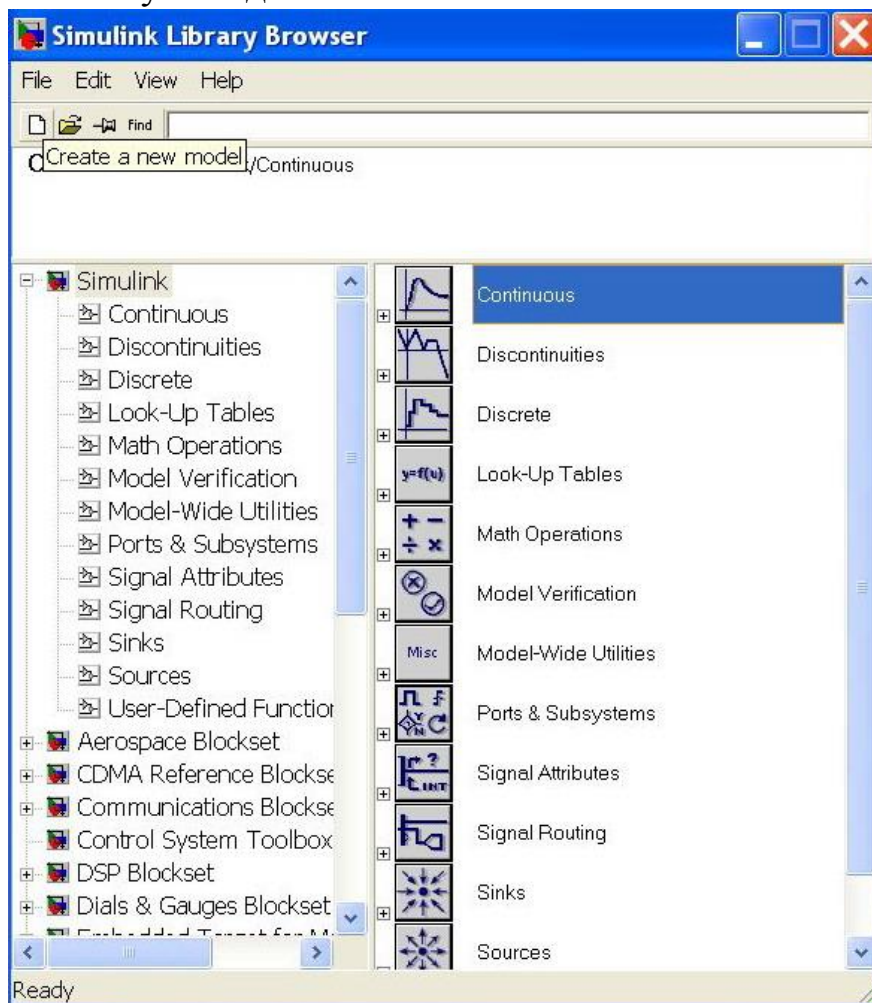 Simulink Library Browser
File Edit View Help
Find
Create a new model
/Continuous
Simulink
Continuous
Discontinuities
Discrete
Look-Up Tables
Math Operations
Model Verification
Model-Wide Utilities
Ports & Subsystems
Signal Attributes
Signal Routing
Sinks
Sources
User-Defined Function
Aerospace Blockset
CDMA Reference Blockse
Communications Blockse
Control System Toolbox
DSP Blockset
Dials & Gauges Blockset
Continuous
Discontinuities
Discrete
y=f(u) Look-Up Tables
+ − ÷ × Math Operations
Model Verification
Misc Model-Wide Utilities
Y N Ports & Subsystems
? INT Signal Attributes
Signal Routing
Sinks
Sources
Ready